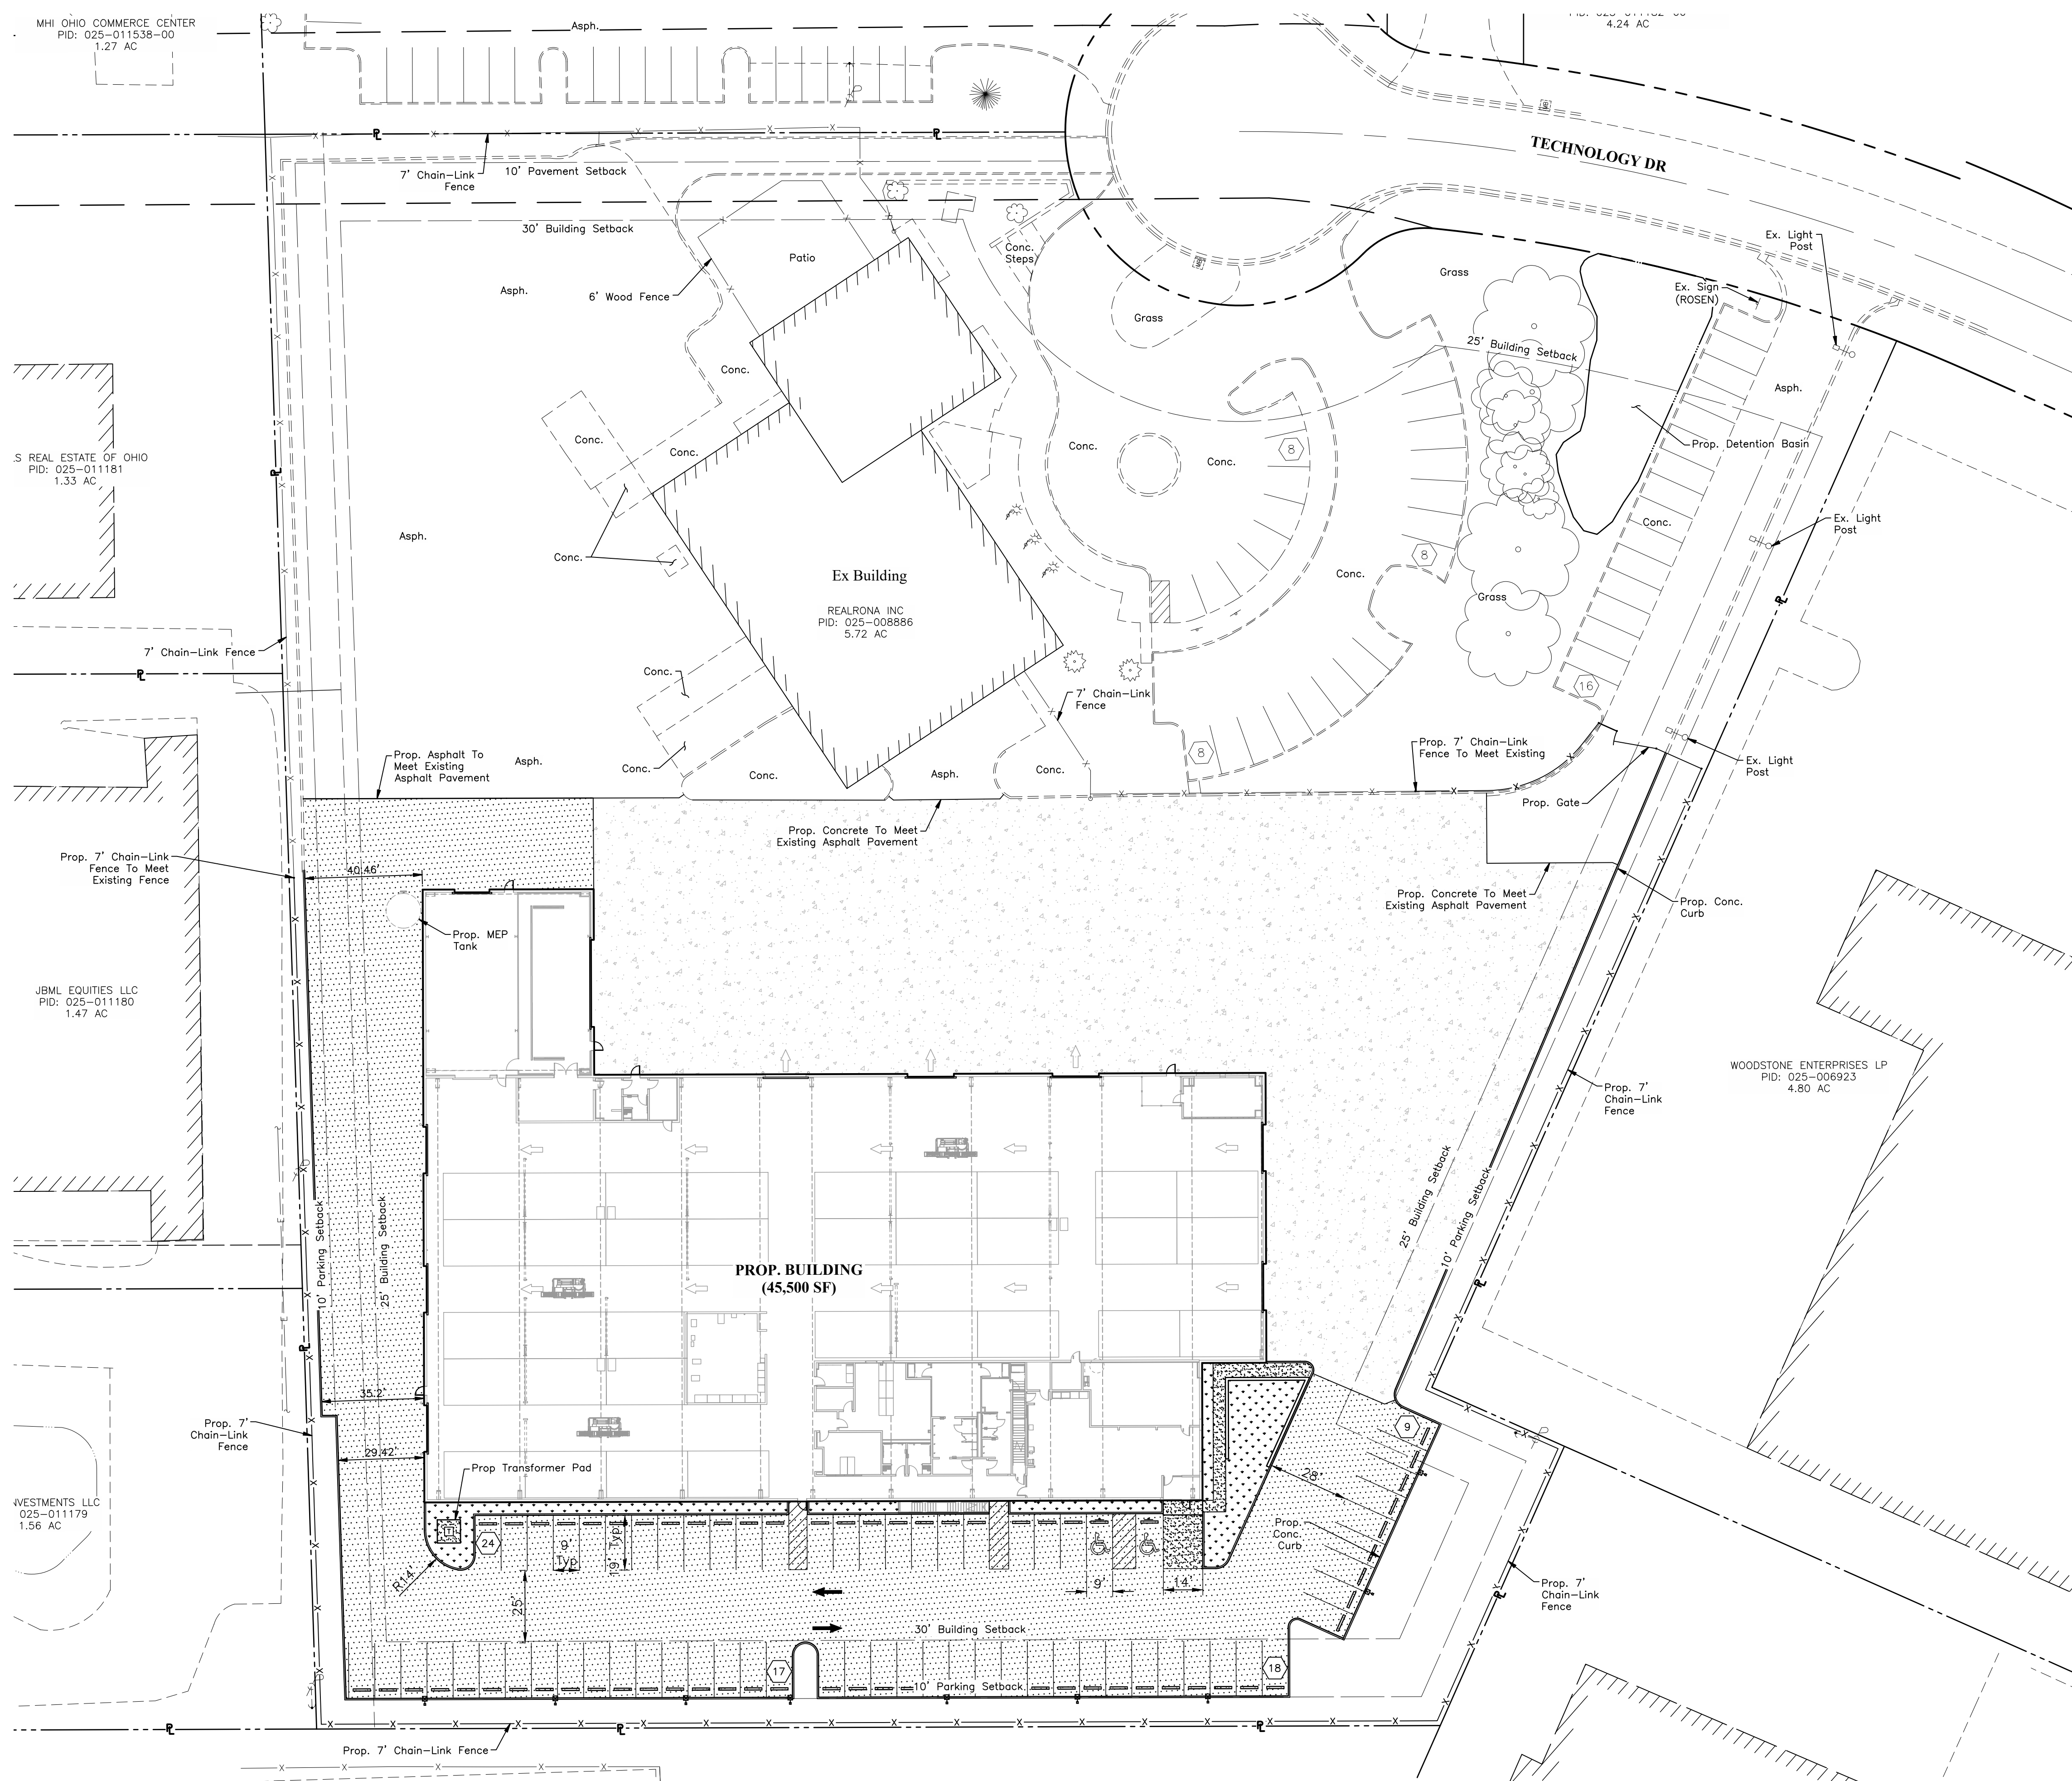 MHI OHIO COMMERCE CENTER
PID: 025-011538-00
1.27 AC
Asph.
4.24 AC
TECHNOLOGY DR
7' Chain-Link
Fence
10' Pavement Setback
30' Building Setback
Patio
Conc.
Steps
Grass
Ex. Light
Post
Asph.
6' Wood Fence
Ex. Sign
(ROSEN)
Grass
25' Building Setback
Conc.
Asph.
Conc.
Conc.
Conc.
Conc.
8
Prop. Detention Basin
.S REAL ESTATE OF OHIO
PID: 025-011181
1.33 AC
Asph.
Conc.
Ex. Light
Post
Conc.
8
Conc.
Ex Building
REALRONA INC
PID: 025-008886
5.72 AC
Grass
7' Chain-Link Fence
Conc.
16
7' Chain-Link
Fence
8
Prop. 7' Chain-Link
Fence To Meet Existing
Prop. Asphalt To
Meet Existing
Asphalt Pavement
Asph.
Conc.
Conc.
Asph.
Conc.
Ex. Light
Post
Prop. Gate
Prop. Concrete To Meet
Existing Asphalt Pavement
Prop. 7' Chain-Link
Fence To Meet
Existing Fence
40.46'
Prop. Concrete To Meet
Existing Asphalt Pavement
Prop. Conc.
Curb
Prop. MEP
Tank
JBML EQUITIES LLC
PID: 025-011180
1.47 AC
WOODSTONE ENTERPRISES LP
PID: 025-006923
4.80 AC
Prop. 7'
Chain-Link
Fence
10' Parking Setback
25' Building Setback
25' Building Setback
10' Parking Setback
PROP. BUILDING
(45,500 SF)
35.2'
Prop. 7'
Chain-Link
Fence
29.42'
9
Prop Transformer Pad
28'
NVESTMENTS LLC
025-011179
1.56 AC
T
24
9'
Typ
19' Typ
Prop.
Conc.
Curb
R14'
25'
9'
14'
Prop. 7'
Chain-Link
Fence
30' Building Setback
17
18
10' Parking Setback
Prop. 7' Chain-Link Fence